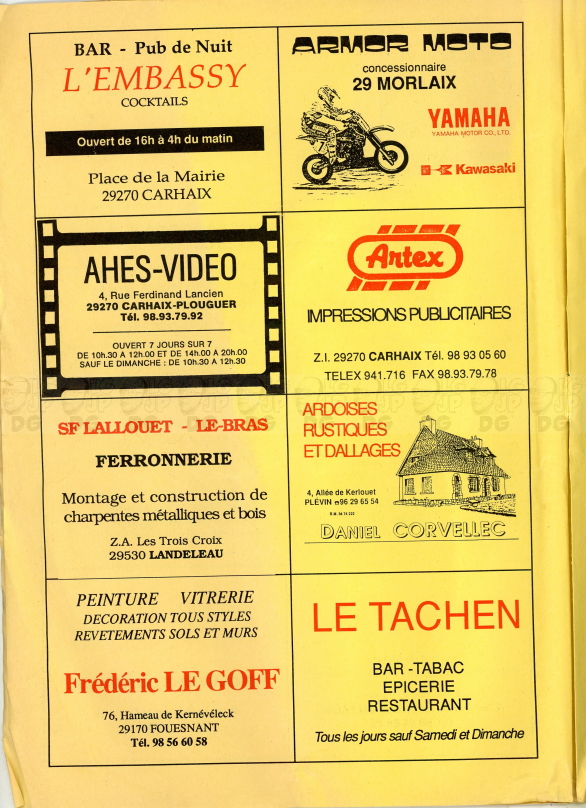 BAR - Pub de Nuit
L'EMBASSY
COCKTAILS
Ouvert de 16h à 4h du matin
Place de la Mairie
29270 CARHAIX
ARMOR MOTO
concessionnaire
29 MORLAIX
YAMAHA
YAMAHA MOTOR CO., LTD.
Kawasaki
AHES-VIDEO
4, Rue Ferdinand Lancien
29270 CARHAIX-PLOUGUER
Tél. 98.93.79.92
OUVERT 7 JOURS SUR 7
DE 10h.30 A 12h.00 ET DE 14h.00 A 20h.00
SAUF LE DIMANCHE : DE 10h.30 A 12h.30
Artex
IMPRESSIONS PUBLICITAIRES
Z.I. 29270 CARHAIX Tél. 98 93 05 60
TELEX 941.716 FAX 98.93.79.78
SF LALLOUET - LE-BRAS
FERRONNERIE
Montage et construction de
charpentes métalliques et bois
Z.A. Les Trois Croix
29530 LANDELEAU
ARDOISES
RUSTIQUES
ET DALLAGES
4, Allée de Kerlouet
PLEVIN ☎96 29 65 54
DANIEL CORVELLEC
PEINTURE VITRERIE
DECORATION TOUS STYLES
REVETEMENTS SOLS ET MURS
Frédéric LE GOFF
76, Hameau de Kernévéleck
29170 FOUESNANT
Tél. 98 56 60 58
LE TACHEN
BAR -TABAC
EPICERIE
RESTAURANT
Tous les jours sauf Samedi et Dimanche